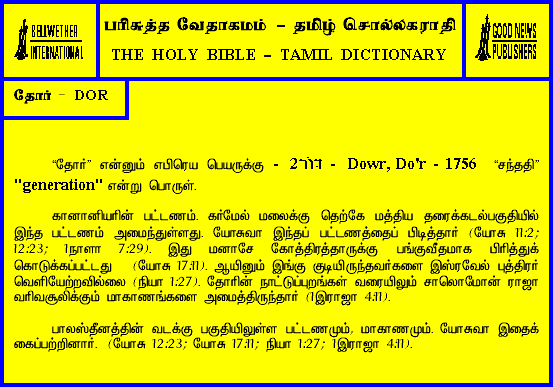 BELLWETHER
INTERNATIONAL
பரிசுத்த வேதாகமம் – தமிழ் சொல்லகராதி
THE HOLY BIBLE – TAMIL DICTIONARY
GOOD NEWS
PUBLISHERS
தோர் - DOR
“தோர்” என்னும் எபிரெய பெயருக்கு - - Dowr, Do'r - 1756 “சந்ததி”
"generation" என்று பொருள்.
கானானியரின் பட்டணம். கர்மேல் மலைக்கு தெற்கே மத்திய தரைக்கடல்பகுதியில்
இந்த பட்டணம் அமைந்துள்ளது. யோசுவா இந்தப் பட்டணத்தைப் பிடித்தார் (யோசு 11:2;
12:23; 1நாளா 7:29). இது மனாசே கோத்திரத்தாருக்கு பங்குவீதமாக பிரித்துக்
கொடுக்கப்பட்டது (யோசு 17:11). ஆயினும் இங்கு குடியிருந்தவர்களை இஸ்ரவேல் புத்திரர்
வெளியேற்றவில்லை (நியா 1:27). தோரின் நாட்டுப்புறங்கள் வரையிலும் சாலொமோன் ராஜா
வரிவசூலிக்கும் மாகாணங்களை அமைத்திருந்தார் (1இராஜா 4:11).
பாலஸ்தீனத்தின் வடக்கு பகுதியிலுள்ள பட்டணமும், மாகாணமும். யோசுவா இதைக்
கைப்பற்றினார். (யோசு 12:23; யோசு 17:11; நியா 1:27; 1இராஜா 4:11).